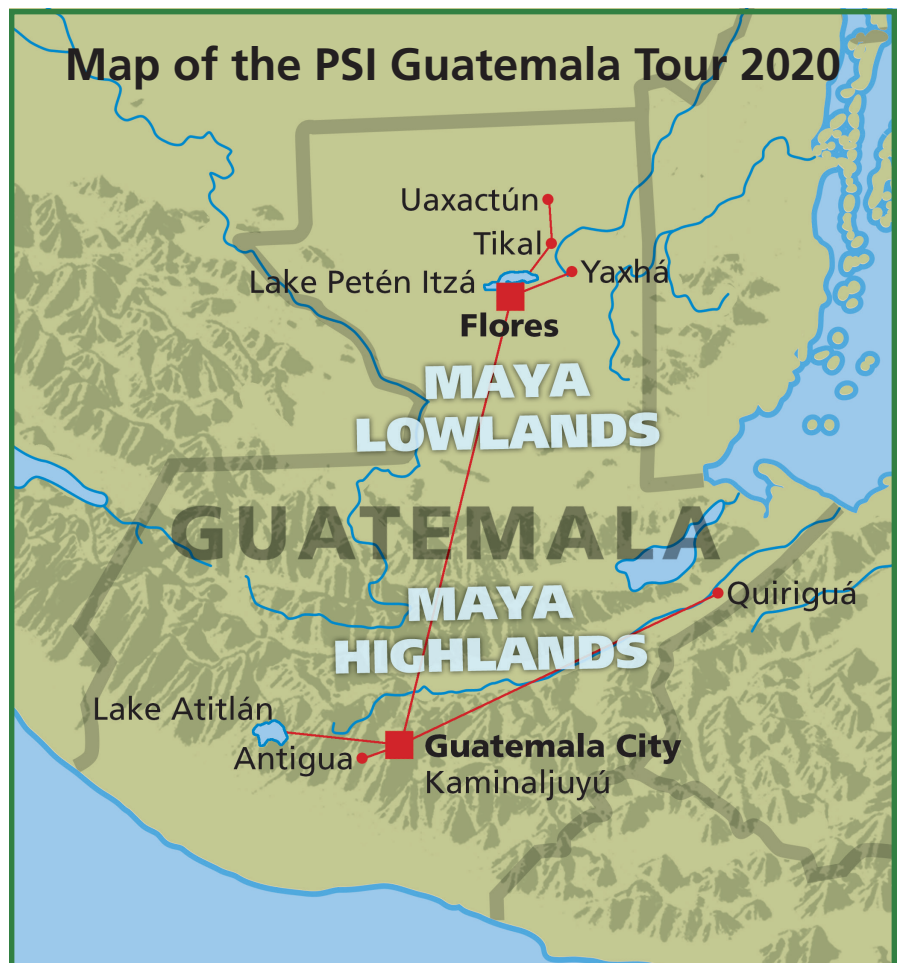 Map of the PSI Guatemala Tour 2020
Uaxactún
Tikal
Yaxhá
Lake Petén Itzá
Flores
MAYA
LOWLANDS
GUATEMALA
MAYA
HIGHLANDS
Quiriguá
Lake Atitlán
Antigua
Guatemala City
Kaminaljuyú